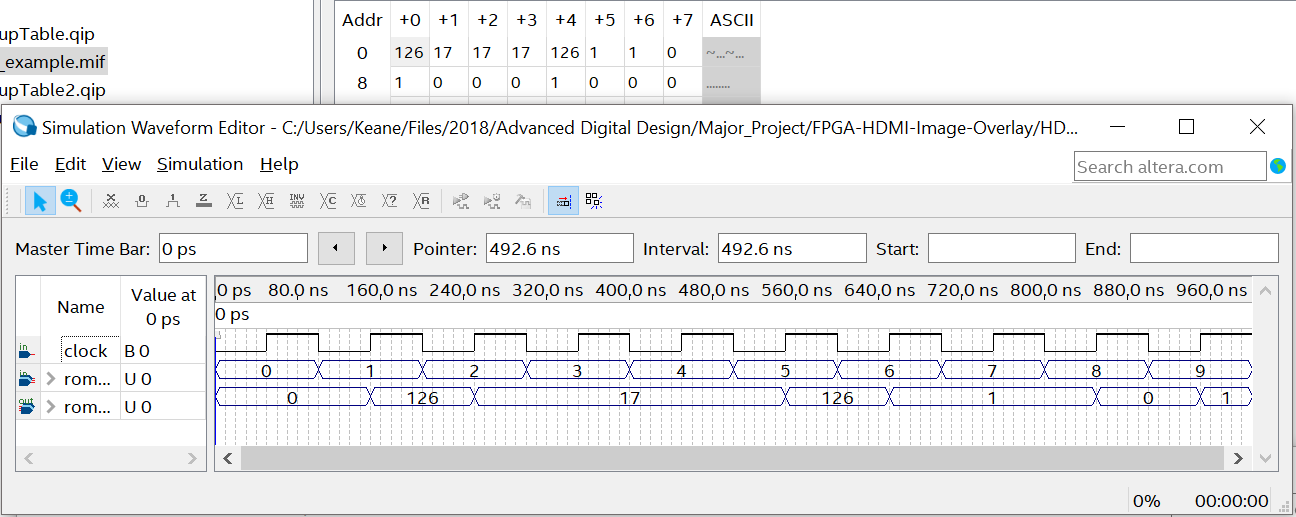 upTable.qip
_example.mif
upTable2.qip
Addr +0 +1 +2 +3 +4 +5 +6 +7 ASCII
0 126 17 17 17 126 1 1 0 ~...~...
8 1 0 0 0 1 0 0 0 ........
Simulation Waveform Editor - C:/Users/Keane/Files/2018/Advanced Digital Design/Major_Project/FPGA-HDMI-Image-Overlay/HD...
File Edit View Simulation Help
Search altera.com
Master Time Bar: 0 ps Pointer: 492.6 ns Interval: 492.6 ns Start: End:
Name Value at 0 ps
0 ps 80.0 ns 160,0 ns 240,0 ns 320,0 ns 400,0 ns 480,0 ns 560,0 ns 640,0 ns 720,0 ns 800,0 ns 880,0 ns 960,0 ns
0 ps
in clock B 0
in rom... U 0 0 1 2 3 4 5 6 7 8 9
out rom... U 0 0 126 17 126 1 0 1
0% 00:00:00